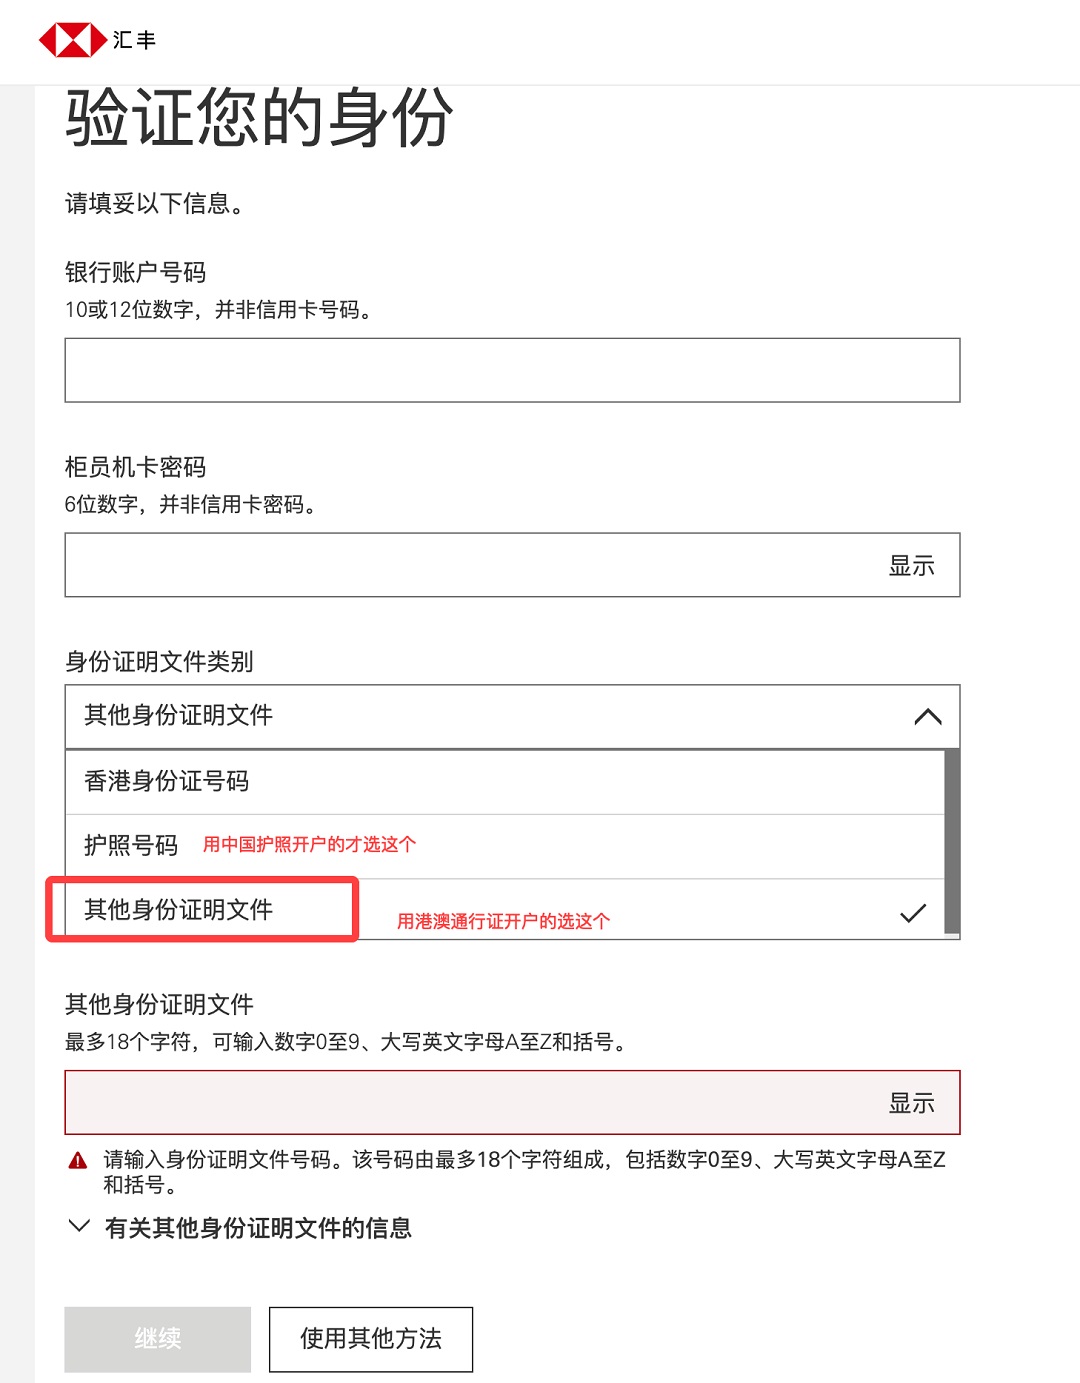 汇丰
验证您的身份
请填妥以下信息。
银行账户号码
10或12位数字，并非信用卡号码。
柜员机卡密码
6位数字，并非信用卡密码。
显示
身份证明文件类别
其他身份证明文件
香港身份证号码
护照号码 用中国护照开户的才选这个
其他身份证明文件 用港澳通行证开户的选这个
其他身份证明文件
最多18个字符，可输入数字0至9、大写英文字母A至Z和括号。
显示
请输入身份证明文件号码。该号码由最多18个字符组成，包括数字0至9、大写英文字母A至Z
和括号。
有关其他身份证明文件的信息
继续 使用其他方法